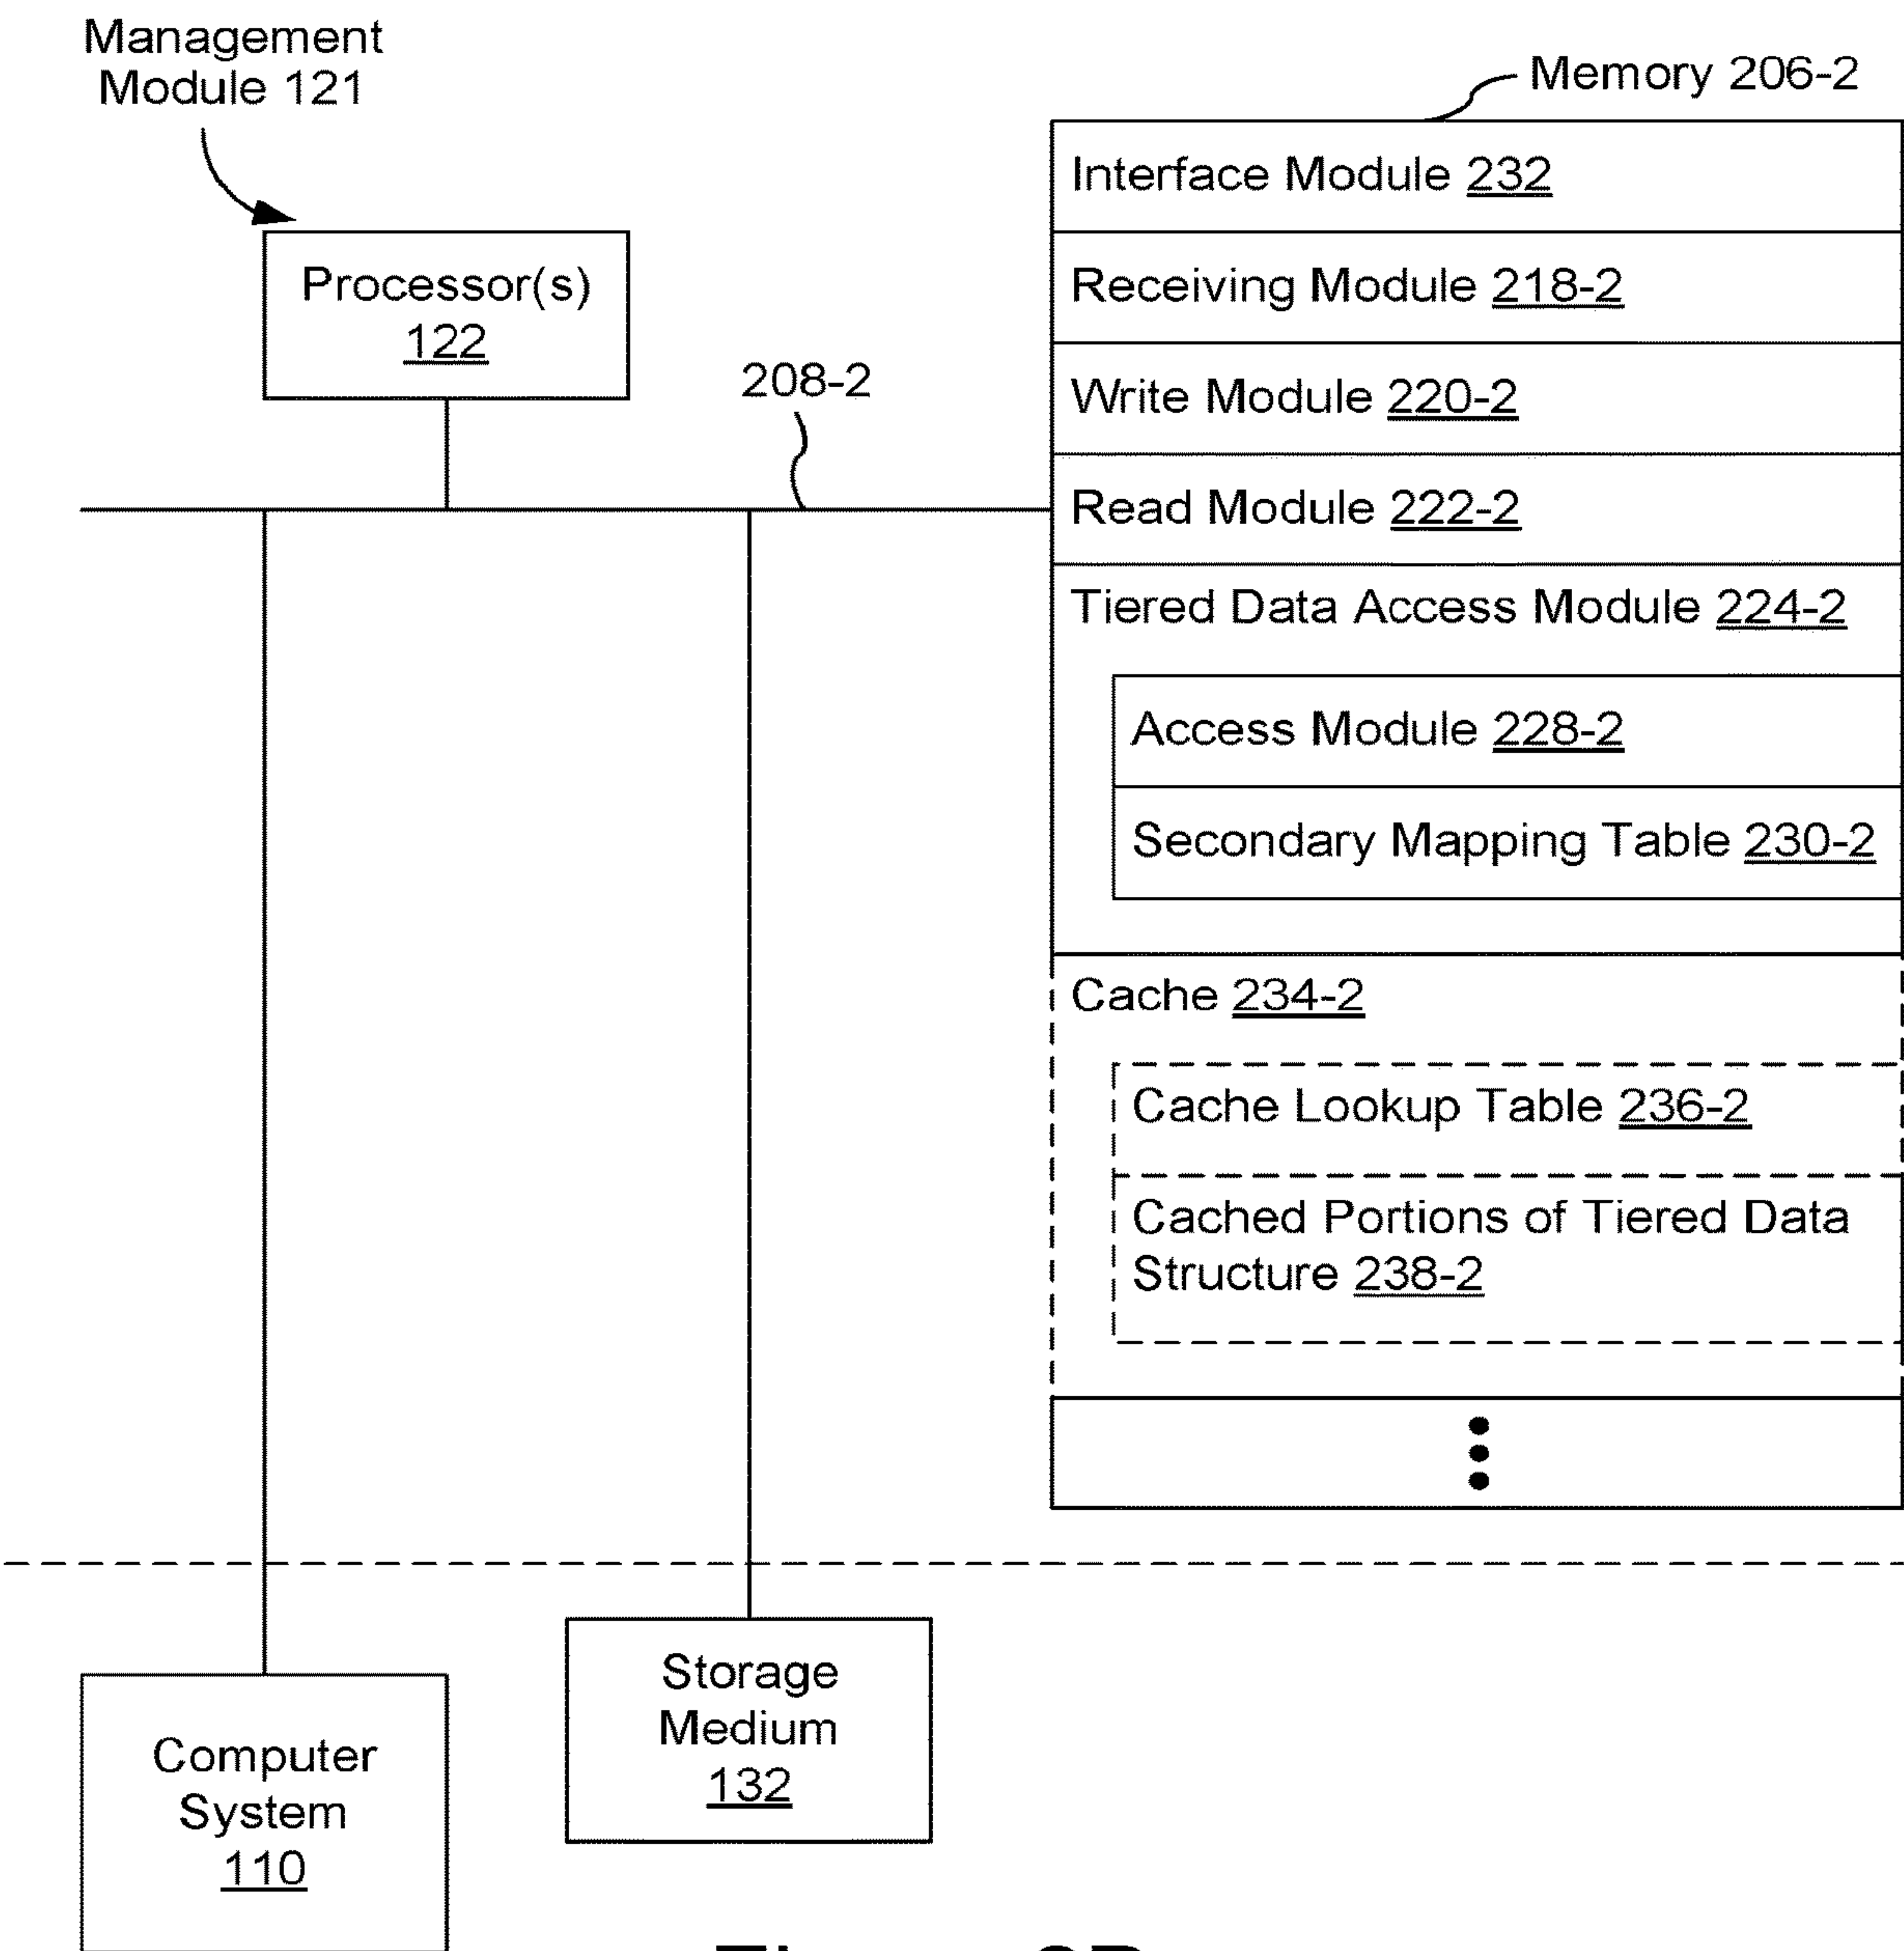 Management
Module 121
Memory 206-2
Interface Module 232
Processor(s)
122
Receiving Module 218-2
208-2
Write Module 220-2
Read Module 222-2
Tiered Data Access Module 224-2
Access Module 228-2
Secondary Mapping Table 230-2
Cache 234-2
Cache Lookup Table 236-2
Cached Portions of Tiered Data
Structure 238-2
Storage
Medium
132
Computer
System
110